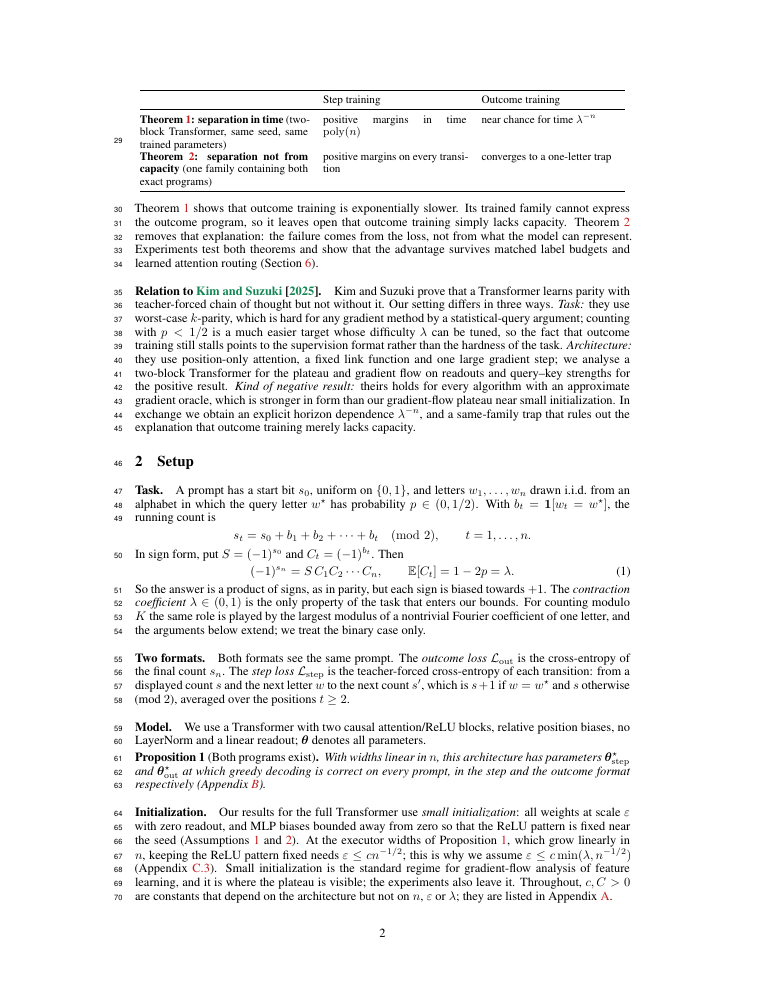 Step training Outcome training
Theorem 1: separation in time (two- positive margins in time near chance for time λ⁻ⁿ
block Transformer, same seed, same poly(n)
29 trained parameters)
Theorem 2: separation not from positive margins on every transi- converges to a one-letter trap
capacity (one family containing both tion
exact programs)
30 Theorem 1 shows that outcome training is exponentially slower. Its trained family cannot express
31 the outcome program, so it leaves open that outcome training simply lacks capacity. Theorem 2
32 removes that explanation: the failure comes from the loss, not from what the model can represent.
33 Experiments test both theorems and show that the advantage survives matched label budgets and
34 learned attention routing (Section 6).
35 Relation to Kim and Suzuki [2025]. Kim and Suzuki prove that a Transformer learns parity with
36 teacher-forced chain of thought but not without it. Our setting differs in three ways. Task: they use
37 worst-case k-parity, which is hard for any gradient method by a statistical-query argument; counting
38 with p < 1/2 is a much easier target whose difficulty λ can be tuned, so the fact that outcome
39 training still stalls points to the supervision format rather than the hardness of the task. Architecture:
40 they use position-only attention, a fixed link function and one large gradient step; we analyse a
41 two-block Transformer for the plateau and gradient flow on readouts and query–key strengths for
42 the positive result. Kind of negative result: theirs holds for every algorithm with an approximate
43 gradient oracle, which is stronger in form than our gradient-flow plateau near small initialization. In
44 exchange we obtain an explicit horizon dependence λ⁻ⁿ, and a same-family trap that rules out the
45 explanation that outcome training merely lacks capacity.
46 2 Setup
47 Task. A prompt has a start bit s₀, uniform on {0, 1}, and letters w₁, . . . , wₙ drawn i.i.d. from an
48 alphabet in which the query letter w⋆ has probability p ∈ (0, 1/2). With bₜ = 1[wₜ = w⋆], the
49 running count is
sₜ = s₀ + b₁ + b₂ + · · · + bₜ (mod 2), t = 1, . . . , n.
50 In sign form, put S = (−1)^{s₀} and Cₜ = (−1)^{bₜ}. Then
(−1)^{sₙ} = S C₁C₂ · · · Cₙ, 𝔼[Cₜ] = 1 − 2p = λ. (1)
51 So the answer is a product of signs, as in parity, but each sign is biased towards +1. The contraction
52 coefficient λ ∈ (0, 1) is the only property of the task that enters our bounds. For counting modulo
53 K the same role is played by the largest modulus of a nontrivial Fourier coefficient of one letter, and
54 the arguments below extend; we treat the binary case only.
55 Two formats. Both formats see the same prompt. The outcome loss ℒ_out is the cross-entropy of
56 the final count sₙ. The step loss ℒ_step is the teacher-forced cross-entropy of each transition: from a
57 displayed count s and the next letter w to the next count s′, which is s+1 if w = w⋆ and s otherwise
58 (mod 2), averaged over the positions t ≥ 2.
59 Model. We use a Transformer with two causal attention/ReLU blocks, relative position biases, no
60 LayerNorm and a linear readout; θ denotes all parameters.
61 Proposition 1 (Both programs exist). With widths linear in n, this architecture has parameters θ⋆_step
62 and θ⋆_out at which greedy decoding is correct on every prompt, in the step and the outcome format
63 respectively (Appendix B).
64 Initialization. Our results for the full Transformer use small initialization: all weights at scale ε
65 with zero readout, and MLP biases bounded away from zero so that the ReLU pattern is fixed near
66 the seed (Assumptions 1 and 2). At the executor widths of Proposition 1, which grow linearly in
67 n, keeping the ReLU pattern fixed needs ε ≤ cn^{−1/2}; this is why we assume ε ≤ c min(λ, n^{−1/2})
68 (Appendix C.3). Small initialization is the standard regime for gradient-flow analysis of feature
69 learning, and it is where the plateau is visible; the experiments also leave it. Throughout, c, C > 0
70 are constants that depend on the architecture but not on n, ε or λ; they are listed in Appendix A.
2